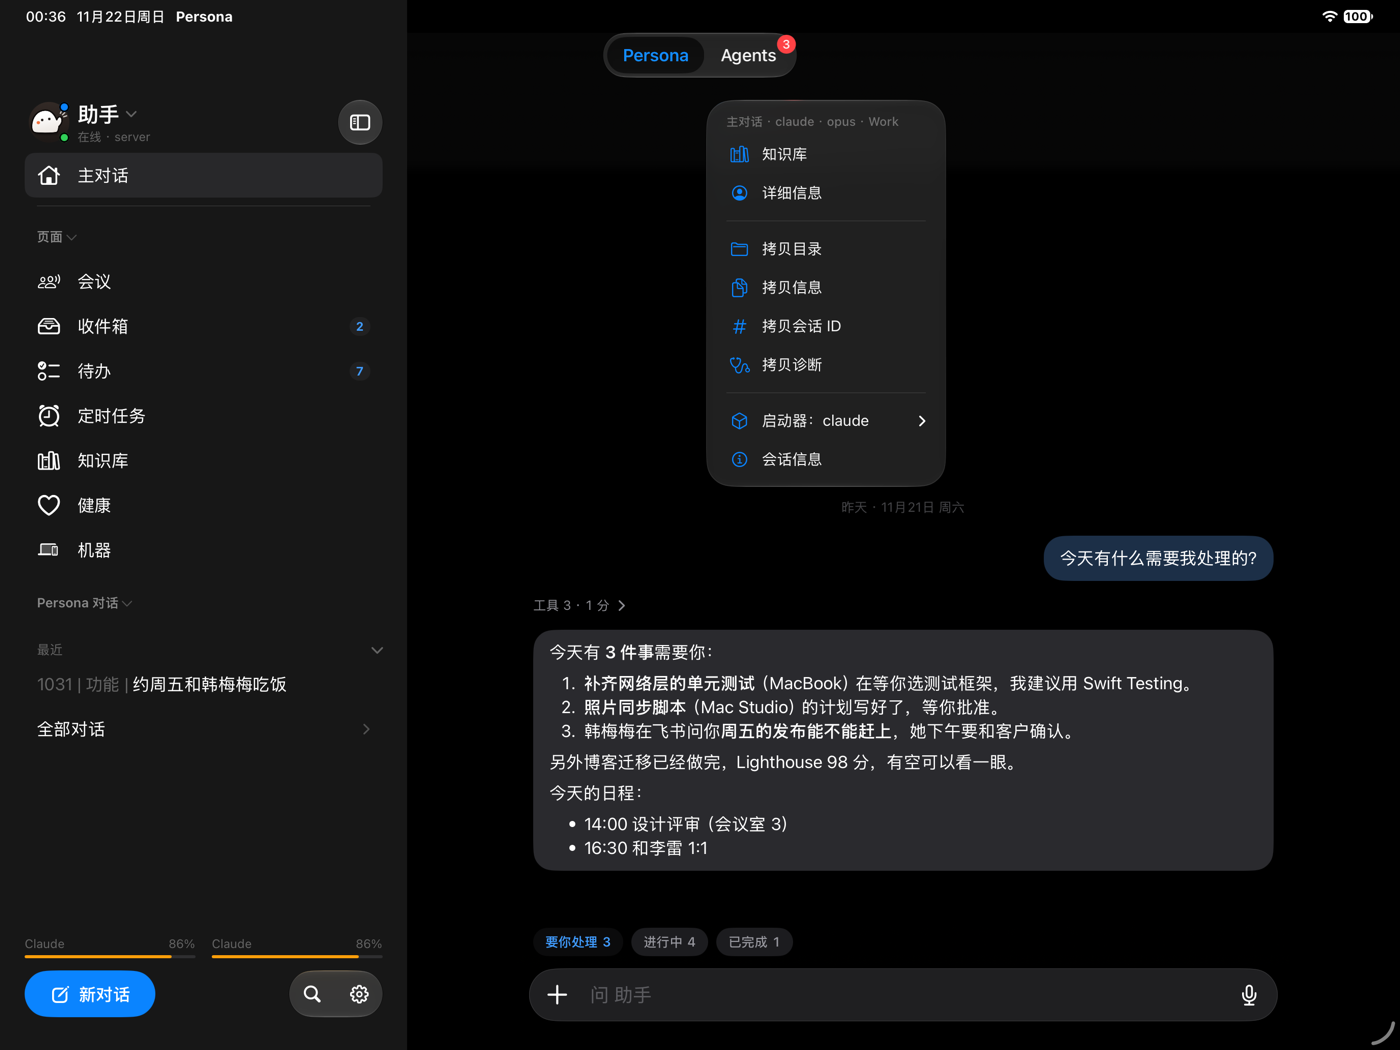 00:36 11月22日周日 Persona
100
Persona
Agents
3
助手
在线 · server
主对话
页面
会议
收件箱
2
待办
7
定时任务
知识库
健康
机器
Persona 对话
最近
1031 | 功能 | 约周五和韩梅梅吃饭
全部对话
Claude 86%
Claude 86%
新对话
主对话 · claude · opus · Work
知识库
详细信息
拷贝目录
拷贝信息
拷贝会话 ID
拷贝诊断
启动器：claude
会话信息
昨天 · 11月21日 周六
今天有什么需要我处理的?
工具 3 · 1 分
今天有 3 件事需要你：
1. 补齐网络层的单元测试（MacBook）在等你选测试框架，我建议用 Swift Testing。
2. 照片同步脚本（Mac Studio）的计划写好了，等你批准。
3. 韩梅梅在飞书问你周五的发布能不能赶上，她下午要和客户确认。
另外博客迁移已经做完，Lighthouse 98 分，有空可以看一眼。
今天的日程：
• 14:00 设计评审（会议室 3）
• 16:30 和李雷 1:1
要你处理 3
进行中 4
已完成 1
问 助手